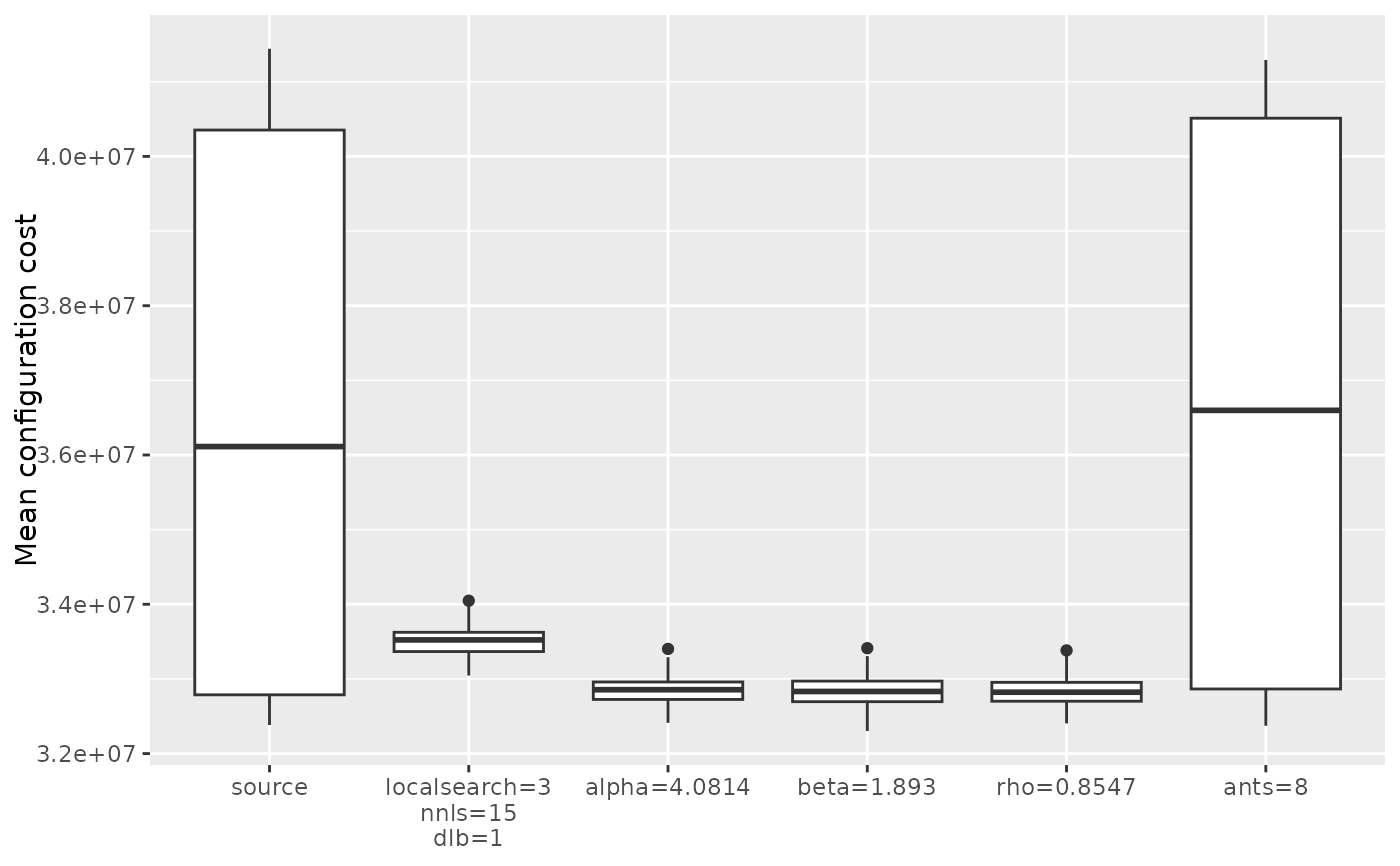 Mean configuration cost
4.0e+07
3.8e+07
3.6e+07
3.4e+07
3.2e+07
source
localsearch=3
nnls=15
dlb=1
alpha=4.0814
beta=1.893
rho=0.8547
ants=8